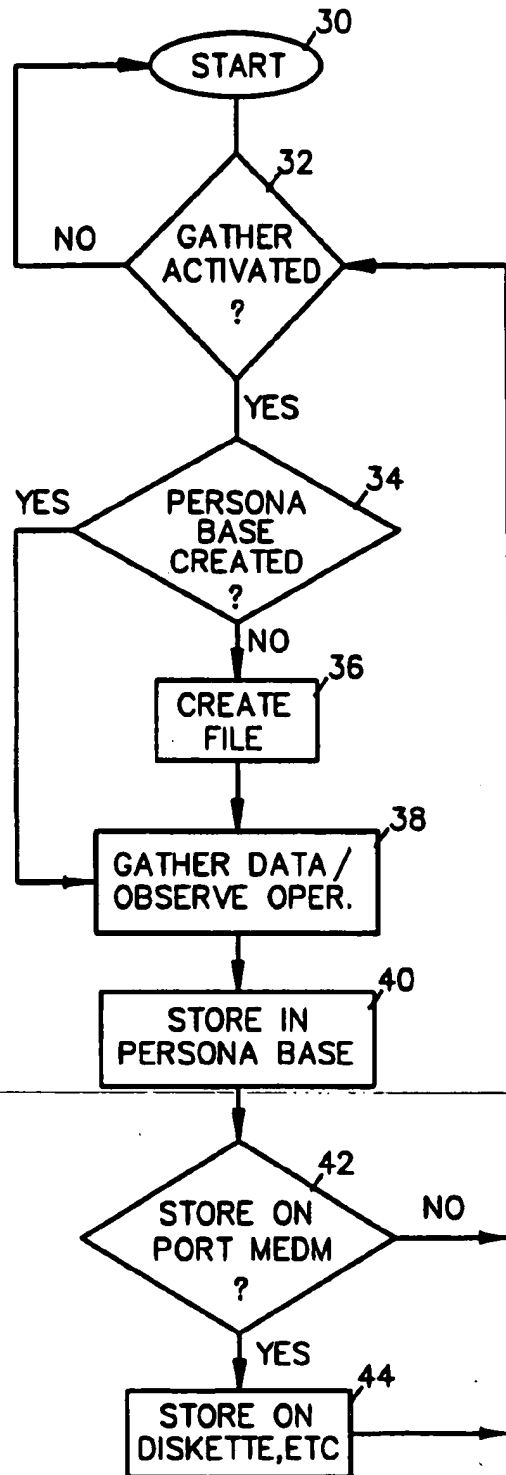 30
START
32
NO
GATHER
ACTIVATED
?
YES
34
YES
PERSONA
BASE
CREATED
?
NO
36
CREATE
FILE
38
GATHER DATA/
OBSERVE OPER.
40
STORE IN
PERSONA BASE
42
STORE ON
PORT MEDM
?
NO
YES
44
STORE ON
DISKETTE,ETC